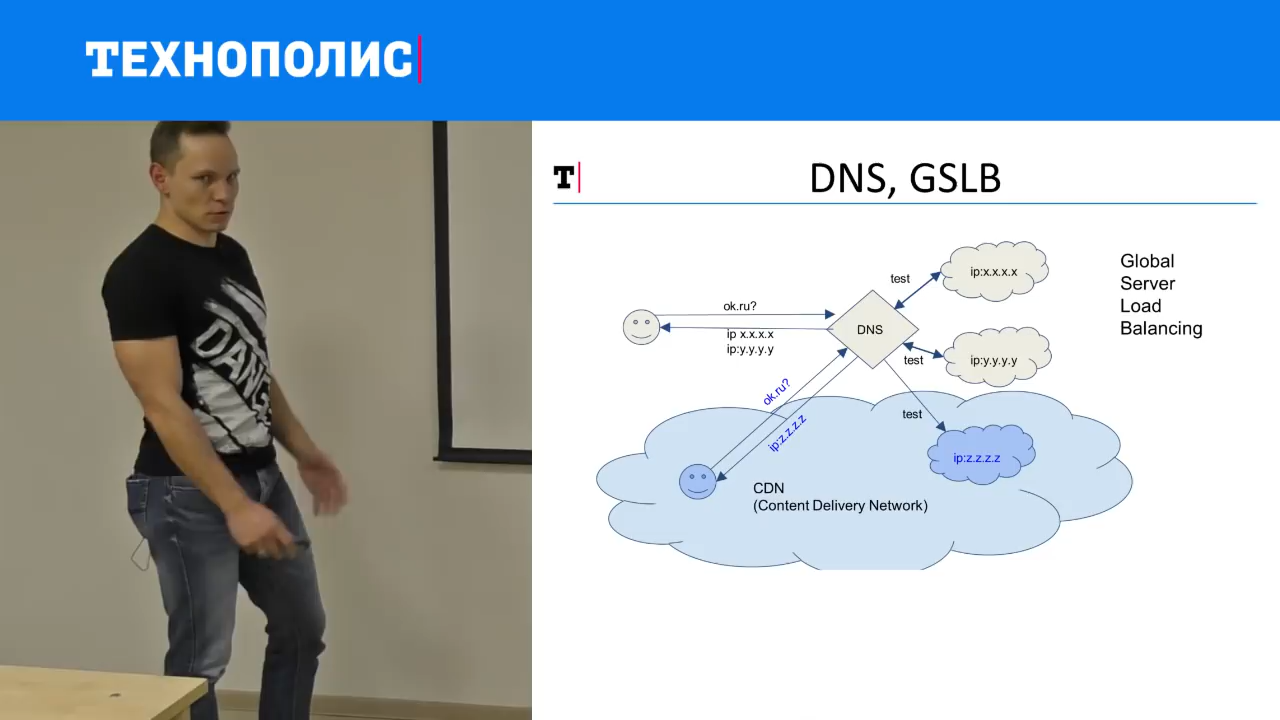 ТЕХНОПОЛИС
DANG
T
DNS, GSLB
Global
Server
Load
Balancing
test
ip:x.x.x.x
ok.ru?
ip x.x.x.x
ip:y.y.y.y
DNS
test
ip:y.y.y.y
ok.ru?
ip:z.z.z.z
test
ip:z.z.z.z
CDN
(Content Delivery Network)